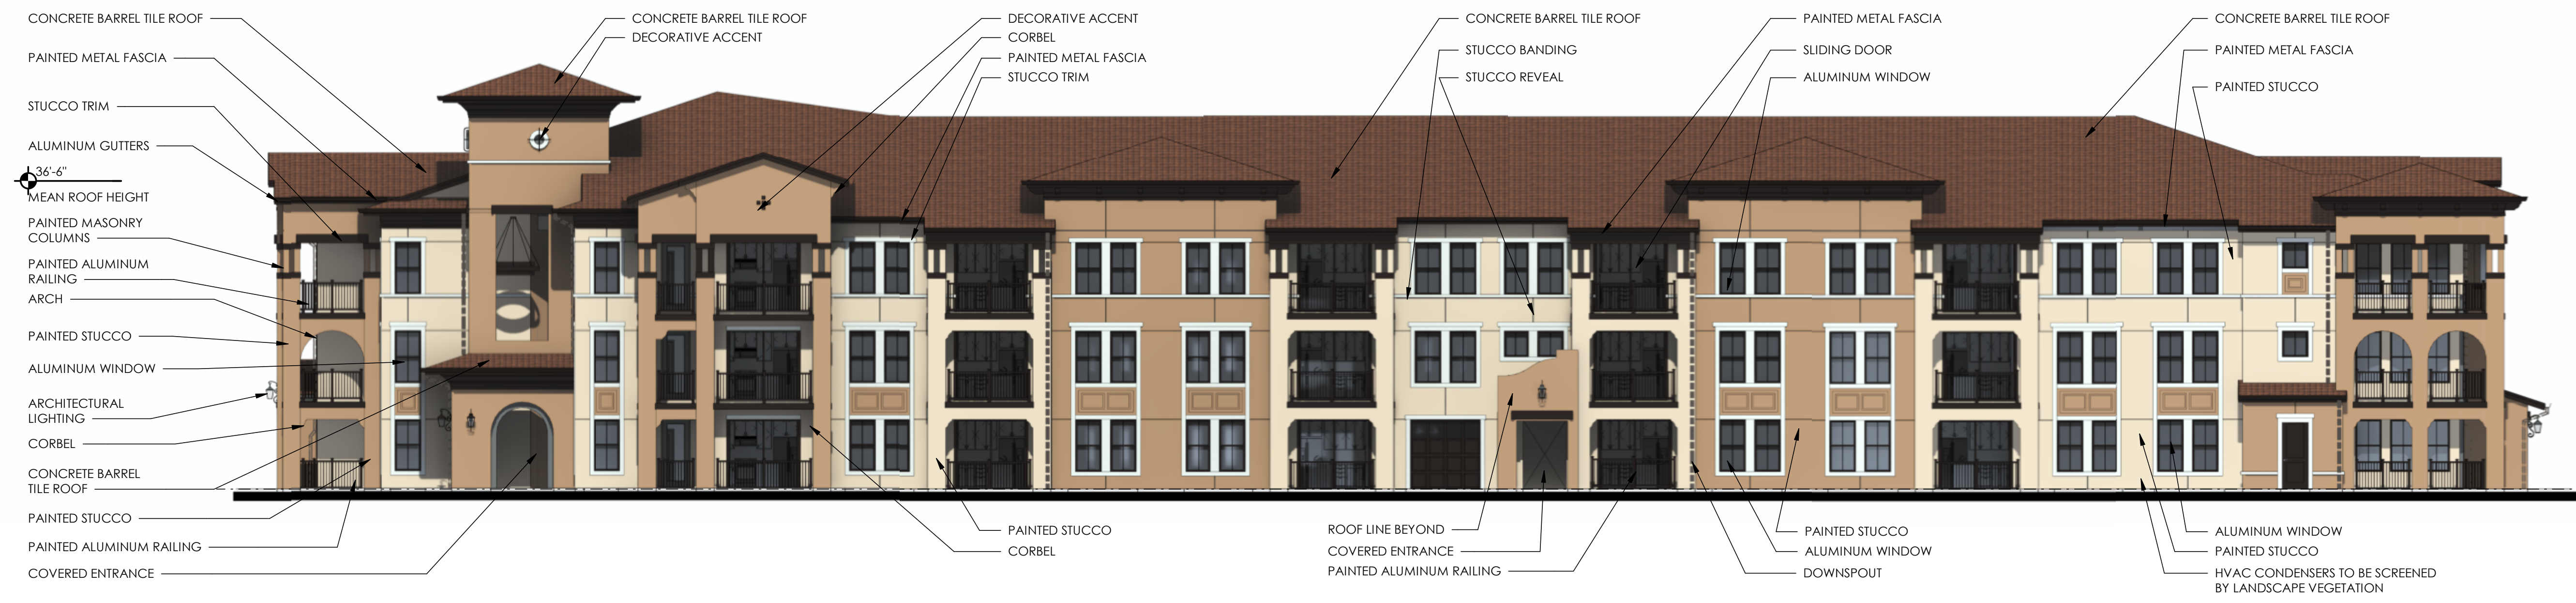 CONCRETE BARREL TILE ROOF
PAINTED METAL FASCIA
STUCCO TRIM
ALUMINUM GUTTERS
36'-6"
MEAN ROOF HEIGHT
PAINTED MASONRY
COLUMNS
PAINTED ALUMINUM
RAILING
ARCH
PAINTED STUCCO
ALUMINUM WINDOW
ARCHITECTURAL
LIGHTING
CORBEL
CONCRETE BARREL
TILE ROOF
PAINTED STUCCO
PAINTED ALUMINUM RAILING
COVERED ENTRANCE
CONCRETE BARREL TILE ROOF
DECORATIVE ACCENT
DECORATIVE ACCENT
CORBEL
PAINTED METAL FASCIA
STUCCO TRIM
CONCRETE BARREL TILE ROOF
STUCCO BANDING
STUCCO REVEAL
PAINTED METAL FASCIA
SLIDING DOOR
ALUMINUM WINDOW
CONCRETE BARREL TILE ROOF
PAINTED METAL FASCIA
PAINTED STUCCO
PAINTED STUCCO
CORBEL
ROOF LINE BEYOND
COVERED ENTRANCE
PAINTED ALUMINUM RAILING
PAINTED STUCCO
ALUMINUM WINDOW
DOWNSPOUT
ALUMINUM WINDOW
PAINTED STUCCO
HVAC CONDENSERS TO BE SCREENED
BY LANDSCAPE VEGETATION